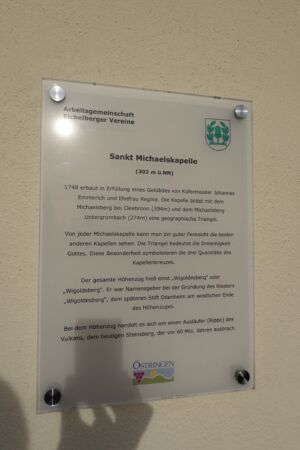 Arbeitsgemeinschaft
Eichelberger Vereine
Sankt Michaelskapelle
(302 m ü.NN)
1748 erbaut in Erfüllung eines Gelübdes von Küfermeister Johannes
Emmerich und Ehefrau Regina. Die Kapelle bildet mit dem
Michaelsberg bei Cleebronn (394m) und dem Michaelsberg
Untergrombach (274m) eine geographische Triangel.
Von jeder Michaelskapelle kann man bei guter Fernsicht die beiden
anderen Kapellen sehen. Die Triangel bedeutet die Dreieinigkeit
Gottes. Diese Besonderheit symbolisieren die drei Querstäbe des
Kapellenkreuzes.
Der gesamte Höhenzug hieß einst „Wigoldesberg" oder
„Wigoldsberg". Er war Namensgeber bei der Gründung des Klosters
„Wigoldesberg", dem späteren Stift Odenheim am westlichen Ende
des Höhenzuges.
Bei dem Höhenzug handelt es sich um einen Ausläufer (Rippe) des
Vulkans, dem heutigen Steinsberg, der vor 60 Mio. Jahren ausbrach.
ÖSTRINGEN